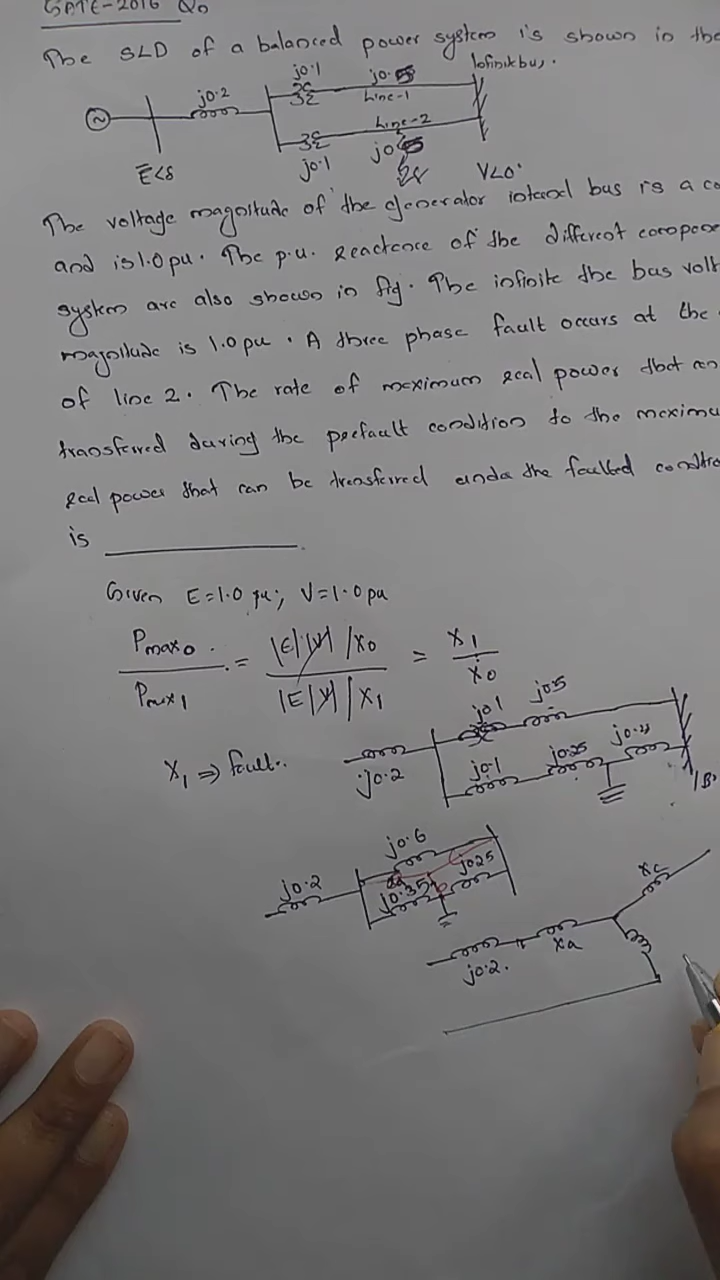 GATE-2016 Qn
The SLD of a balanced power system is shown in the
Infinite bus.
j0.1 j0.5
j0.2 Line-1
Line-2
j0.1 j0.5
E<δ V<0°
The voltage magnitude of the generator internal bus is a co
and is 1.0 pu. The p.u. reactence of the different compone
system are also shown in fig. The infinite the bus volt
magnitude is 1.0 pu. A three phase fault occurs at the
of line 2. The rate of maximum real power that can
transferred during the prefault condition to the maximu
real power that can be transferred under the faulted conditio
is
Given E=1.0 pu; V=1.0 pu
Pmax0 / Pmax1 = |E||V|/X0 / |E||V|/X1 = X1 / X0
X1 ⇒ fault..
j0.1 j0.5
j0.2 j0.1 j0.25 j0.25
j0.6
j0.2 j0.35 j0.25
Xc
j0.2. Xa